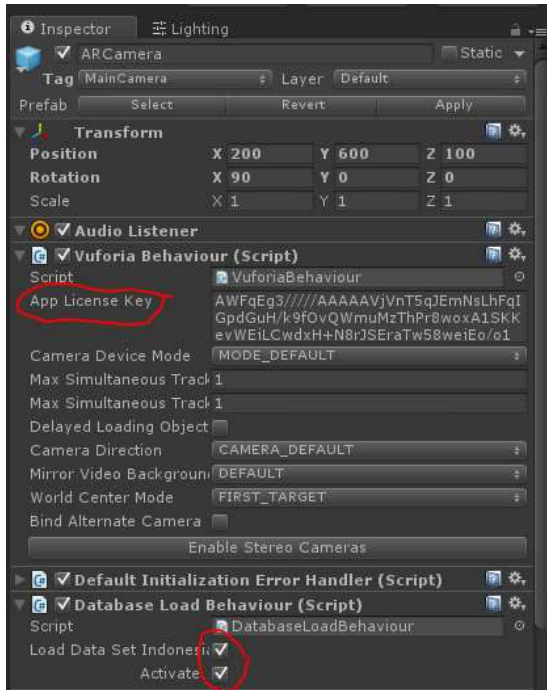 Inspector Lighting
ARCamera Static
Tag MainCamera Layer Default
Prefab Select Revert Apply
Transform
Position X 200 Y 600 Z 100
Rotation X 90 Y 0 Z 0
Scale X 1 Y 1 Z 1
Audio Listener
Vuforia Behaviour (Script)
Script VuforiaBehaviour
App License Key AWFqEg3/////AAAAAVjVnT5qJEmNsLhFqI
GpdGuH/k9fOvQWmuMzThPr8woxA1SKK
evWEiLCwdxH+N8rJSEraTw58weiEo/o1
Camera Device Mode MODE_DEFAULT
Max Simultaneous Track 1
Max Simultaneous Track 1
Delayed Loading Object
Camera Direction CAMERA_DEFAULT
Mirror Video Backgroun DEFAULT
World Center Mode FIRST_TARGET
Bind Alternate Camera
Enable Stereo Cameras
Default Initialization Error Handler (Script)
Database Load Behaviour (Script)
Script DatabaseLoadBehaviour
Load Data Set Indonesia
Activate